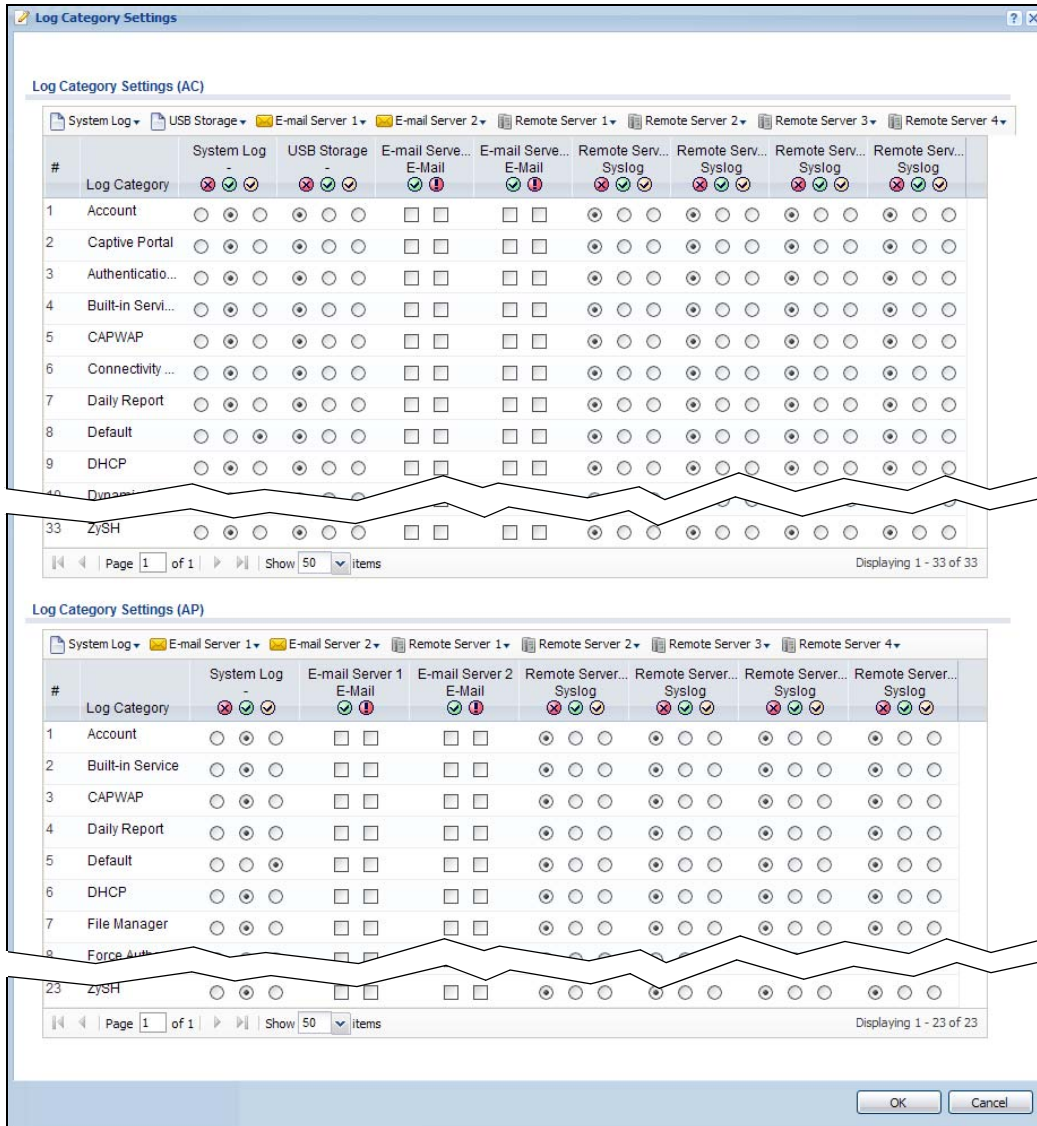 Log Category Settings
Log Category Settings (AC)
System Log USB Storage E-mail Server 1 E-mail Server 2 Remote Server 1 Remote Server 2 Remote Server 3 Remote Server 4
# Log Category System Log - USB Storage - E-mail Serve... E-Mail E-mail Serve... E-Mail Remote Serv... Syslog Remote Serv... Syslog Remote Serv... Syslog Remote Serv... Syslog
1 Account
2 Captive Portal
3 Authenticatio...
4 Built-in Servi...
5 CAPWAP
6 Connectivity ...
7 Daily Report
8 Default
9 DHCP
10
33 ZySH
Page 1 of 1 Show 50 items Displaying 1 - 33 of 33
Log Category Settings (AP)
System Log E-mail Server 1 E-mail Server 2 Remote Server 1 Remote Server 2 Remote Server 3 Remote Server 4
# Log Category System Log - E-mail Server 1 E-Mail E-mail Server 2 E-Mail Remote Server... Syslog Remote Server... Syslog Remote Server... Syslog Remote Server... Syslog
1 Account
2 Built-in Service
3 CAPWAP
4 Daily Report
5 Default
6 DHCP
7 File Manager
8 Force
23 ZySH
Page 1 of 1 Show 50 items Displaying 1 - 23 of 23
OK Cancel